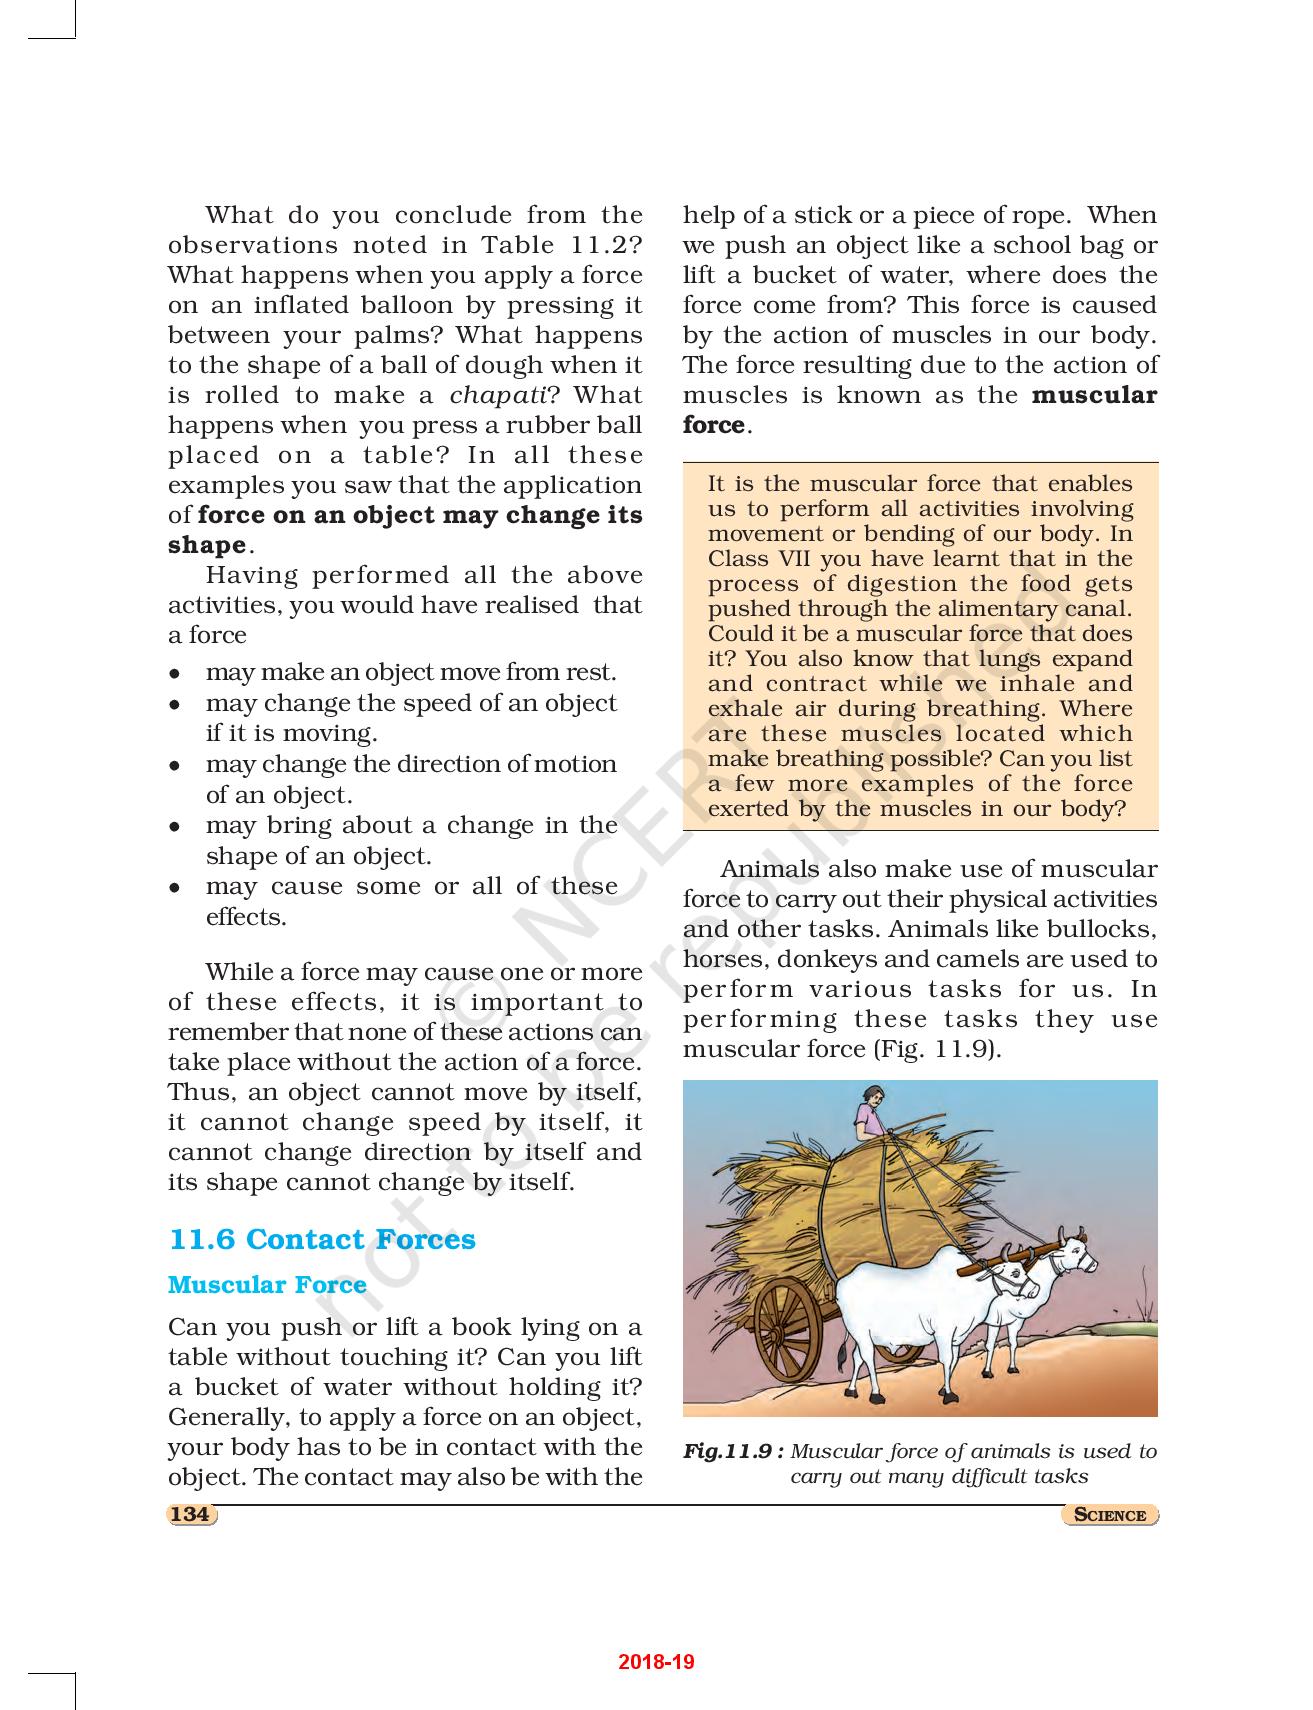 What do you conclude from the
observations noted in Table 11.2?
What happens when you apply a force
on an inflated balloon by pressing it
between your palms? What happens
to the shape of a ball of dough when it
is rolled to make a chapati? What
happens when you press a rubber ball
placed on a table? In all these
examples you saw that the application
of force on an object may change its
shape.
Having performed all the above
activities, you would have realised that
a force
● may make an object move from rest.
● may change the speed of an object
if it is moving.
● may change the direction of motion
of an object.
● may bring about a change in the
shape of an object.
● may cause some or all of these
effects.
While a force may cause one or more
of these effects, it is important to
remember that none of these actions can
take place without the action of a force.
Thus, an object cannot move by itself,
it cannot change speed by itself, it
cannot change direction by itself and
its shape cannot change by itself.
11.6 Contact Forces
Muscular Force
Can you push or lift a book lying on a
table without touching it? Can you lift
a bucket of water without holding it?
Generally, to apply a force on an object,
your body has to be in contact with the
object. The contact may also be with the
help of a stick or a piece of rope. When
we push an object like a school bag or
lift a bucket of water, where does the
force come from? This force is caused
by the action of muscles in our body.
The force resulting due to the action of
muscles is known as the muscular
force.
It is the muscular force that enables
us to perform all activities involving
movement or bending of our body. In
Class VII you have learnt that in the
process of digestion the food gets
pushed through the alimentary canal.
Could it be a muscular force that does
it? You also know that lungs expand
and contract while we inhale and
exhale air during breathing. Where
are these muscles located which
make breathing possible? Can you list
a few more examples of the force
exerted by the muscles in our body?
Animals also make use of muscular
force to carry out their physical activities
and other tasks. Animals like bullocks,
horses, donkeys and camels are used to
perform various tasks for us. In
performing these tasks they use
muscular force (Fig. 11.9).
Fig.11.9 : Muscular force of animals is used to
carry out many difficult tasks
134
SCIENCE
2018-19
© NCERT
not to be republished